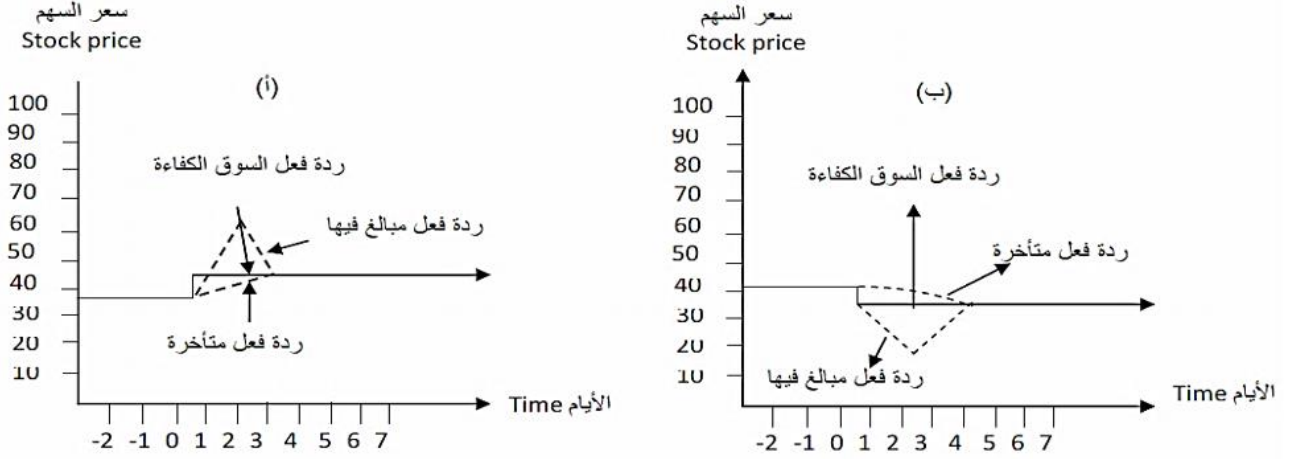 سعر السهم
Stock price
(أ)
100
90
80
70
60
50
40
30
20
10
ردة فعل السوق الكفاءة
ردة فعل مبالغ فيها
ردة فعل متأخرة
Time الأيام
-2 -1 0 1 2 3 4 5 6 7
سعر السهم
Stock price
(ب)
100
90
80
70
60
50
40
30
20
10
ردة فعل السوق الكفاءة
ردة فعل متأخرة
ردة فعل مبالغ فيها
Time الأيام
-2 -1 0 1 2 3 4 5 6 7